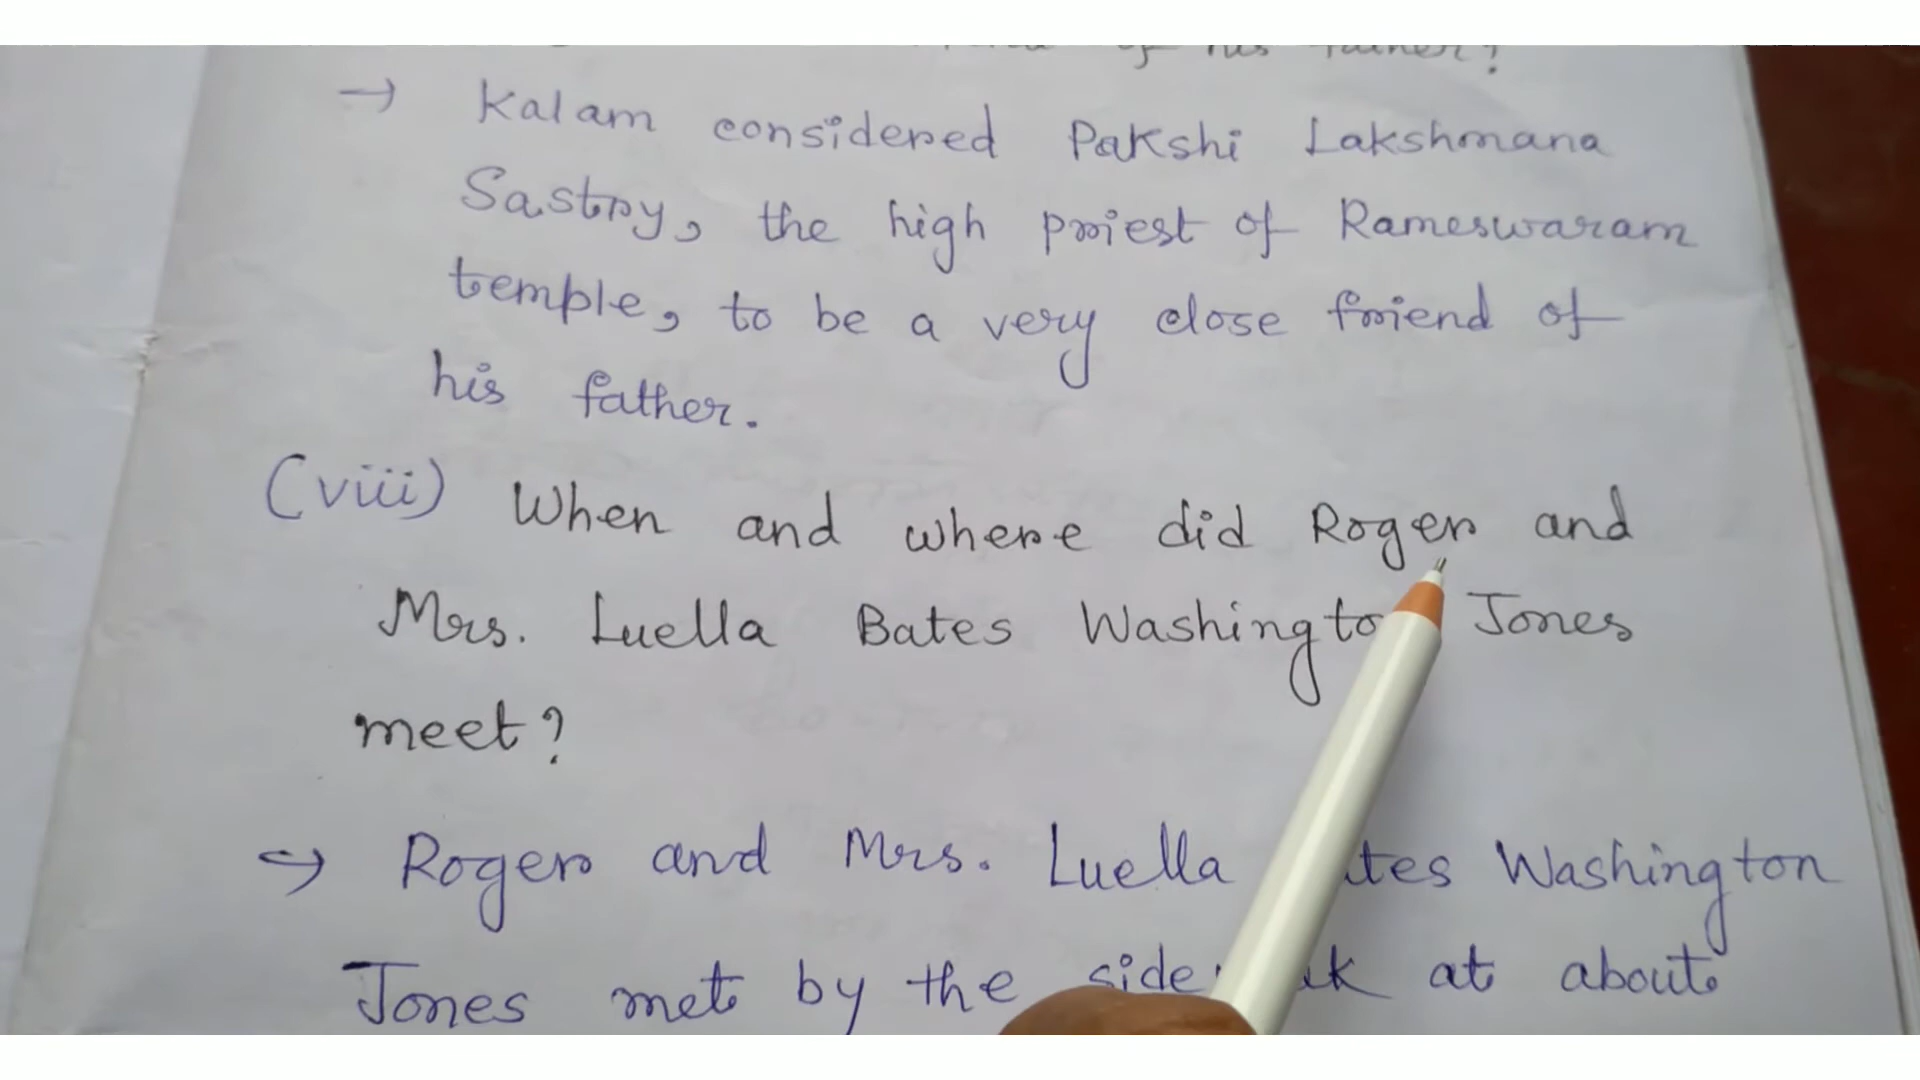 his father?
→ Kalam considered Pakshi Lakshmana
Sastry, the high priest of Rameswaram
temple, to be a very close friend of
his father.
(viii) When and where did Roger and
Mrs. Luella Bates Washington Jones
meet?
→ Roger and Mrs. Luella Washington
Jones met by the at about